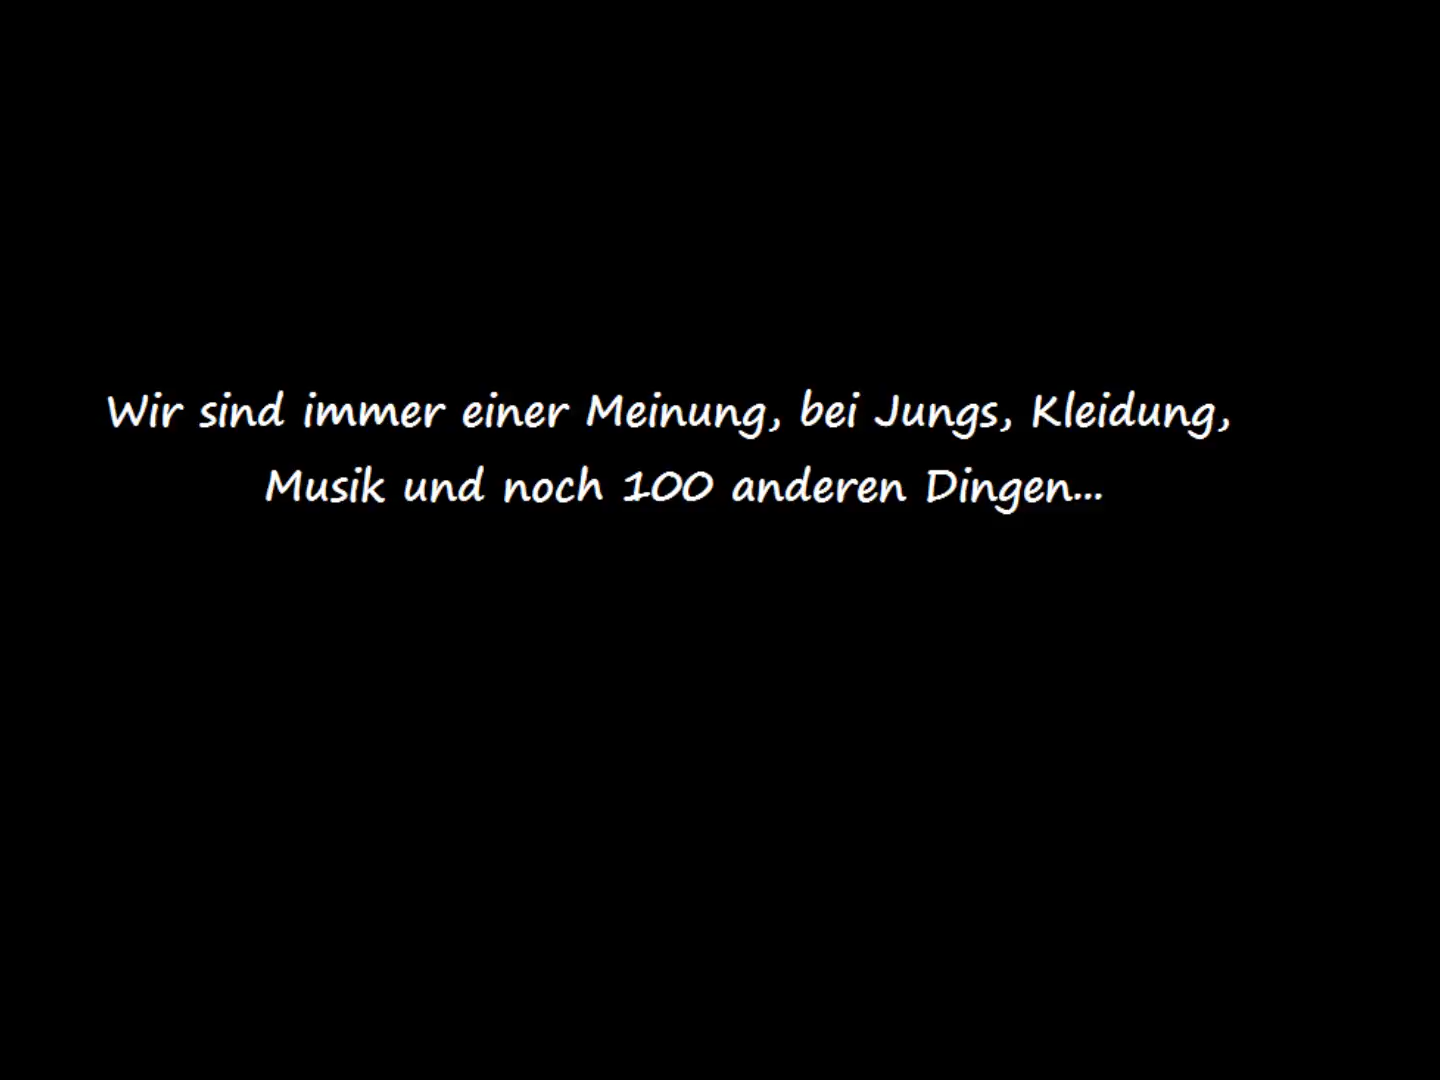 Wir sind immer einer Meinung, bei Jungs, Kleidung,
Musik und noch 100 anderen Dingen...